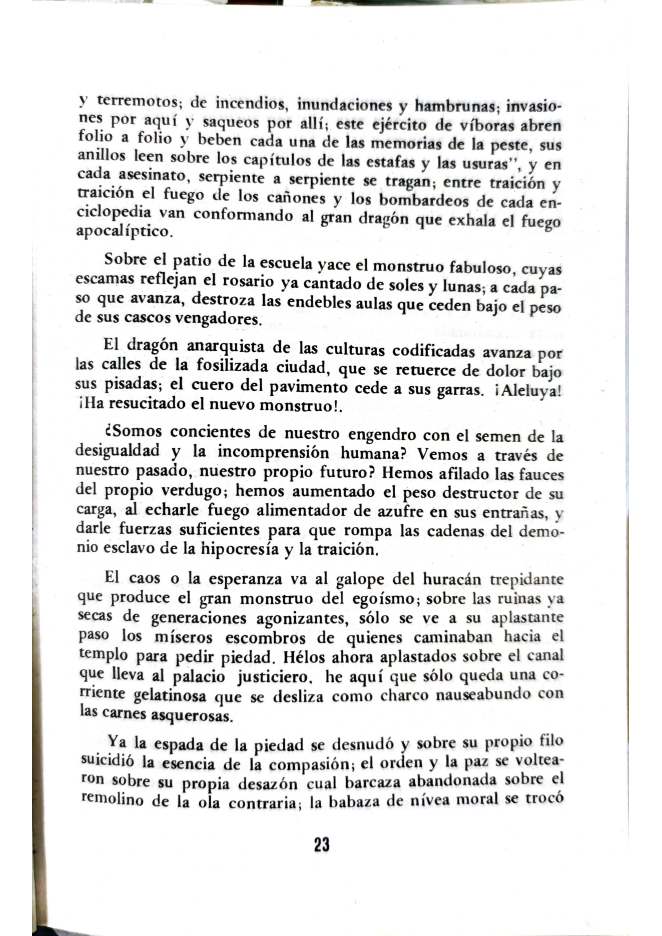 y terremotos; de incendios, inundaciones y hambrunas; invasio-
nes por aquí y saqueos por allí; este ejército de víboras abren
folio a folio y beben cada una de las memorias de la peste, sus
anillos leen sobre los capítulos de las estafas y las usuras”, y en
cada asesinato, serpiente a serpiente se tragan; entre traición y
traición el fuego de los cañones y los bombardeos de cada en-
ciclopedia van conformando al gran dragón que exhala el fuego
apocalíptico.
Sobre el patio de la escuela yace el monstruo fabuloso, cuyas
escamas reflejan el rosario ya cantado de soles y lunas; a cada pa-
so que avanza, destroza las endebles aulas que ceden bajo el peso
de sus cascos vengadores.
El dragón anarquista de las culturas codificadas avanza por
las calles de la fosilizada ciudad, que se retuerce de dolor bajo
sus pisadas; el cuero del pavimento cede a sus garras. ¡Aleluya!
¡Ha resucitado el nuevo monstruo!.
¿Somos concientes de nuestro engendro con el semen de la
desigualdad y la incomprensión humana? Vemos a través de
nuestro pasado, nuestro propio futuro? Hemos afilado las fauces
del propio verdugo; hemos aumentado el peso destructor de su
carga, al echarle fuego alimentador de azufre en sus entrañas, y
darle fuerzas suficientes para que rompa las cadenas del demo-
nio esclavo de la hipocresía y la traición.
El caos o la esperanza va al galope del huracán trepidante
que produce el gran monstruo del egoísmo; sobre las ruinas ya
secas de generaciones agonizantes, sólo se ve a su aplastante
paso los míseros escombros de quienes caminaban hacia el
templo para pedir piedad. Hélos ahora aplastados sobre el canal
que lleva al palacio justiciero, he aquí que sólo queda una co-
rriente gelatinosa que se desliza como charco nauseabundo con
las carnes asquerosas.
Ya la espada de la piedad se desnudó y sobre su propio filo
suicidió la esencia de la compasión; el orden y la paz se voltea-
ron sobre su propia desazón cual barcaza abandonada sobre el
remolino de la ola contraria; la babaza de nívea moral se trocó
23